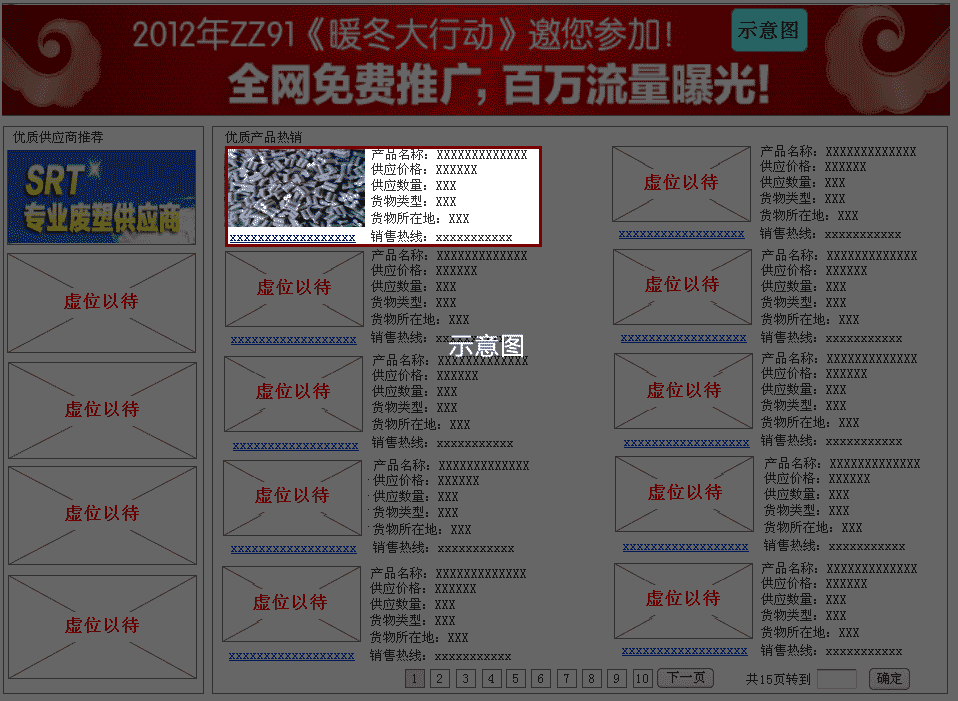 2012年ZZ91《暖冬大行动》邀您参加!
示意图
全网免费推广,百万流量曝光!
优质供应商推荐
SRT
专业废塑供应商
虚位以待
虚位以待
虚位以待
虚位以待
优质产品热销
产品名称: XXXXXXXXXXXXX
供应价格: XXXXXX
供应数量: XXX
货物类型: XXX
货物所在地: XXX
xxxxxxxxxxxxxxxxxx 销售热线: xxxxxxxxxxx
虚位以待
产品名称: XXXXXXXXXXXXX
供应价格: XXXXXX
供应数量: XXX
货物类型: XXX
货物所在地: XXX
xxxxxxxxxxxxxxxxxx 销售热线: xxxxxxxxxxx
虚位以待
产品名称: XXXXXXXXXXXXX
供应价格: XXXXXX
供应数量: XXX
货物类型: XXX
货物所在地: XXX
xxxxxxxxxxxxxxxxxx 销售热线: xxxxxxxxxxx
虚位以待
产品名称: XXXXXXXXXXXXX
供应价格: XXXXXX
供应数量: XXX
货物类型: XXX
货物所在地: XXX
xxxxxxxxxxxxxxxxxx 销售热线: xxxxxxxxxxx
示意图
虚位以待
产品名称: XXXXXXXXXXXXX
供应价格: XXXXXX
供应数量: XXX
货物类型: XXX
货物所在地: XXX
xxxxxxxxxxxxxxxxxx 销售热线: xxxxxxxxxxx
虚位以待
产品名称: XXXXXXXXXXXXX
供应价格: XXXXXX
供应数量: XXX
货物类型: XXX
货物所在地: XXX
xxxxxxxxxxxxxxxxxx 销售热线: xxxxxxxxxxx
虚位以待
产品名称: XXXXXXXXXXXXX
供应价格: XXXXXX
供应数量: XXX
货物类型: XXX
货物所在地: XXX
xxxxxxxxxxxxxxxxxx 销售热线: xxxxxxxxxxx
虚位以待
产品名称: XXXXXXXXXXXXX
供应价格: XXXXXX
供应数量: XXX
货物类型: XXX
货物所在地: XXX
xxxxxxxxxxxxxxxxxx 销售热线: xxxxxxxxxxx
虚位以待
产品名称: XXXXXXXXXXXXX
供应价格: XXXXXX
供应数量: XXX
货物类型: XXX
货物所在地: XXX
xxxxxxxxxxxxxxxxxx 销售热线: xxxxxxxxxxx
虚位以待
产品名称: XXXXXXXXXXXXX
供应价格: XXXXXX
供应数量: XXX
货物类型: XXX
货物所在地: XXX
xxxxxxxxxxxxxxxxxx 销售热线: xxxxxxxxxxx
1 2 3 4 5 6 7 8 9 10 下一页 共15页转到 确定